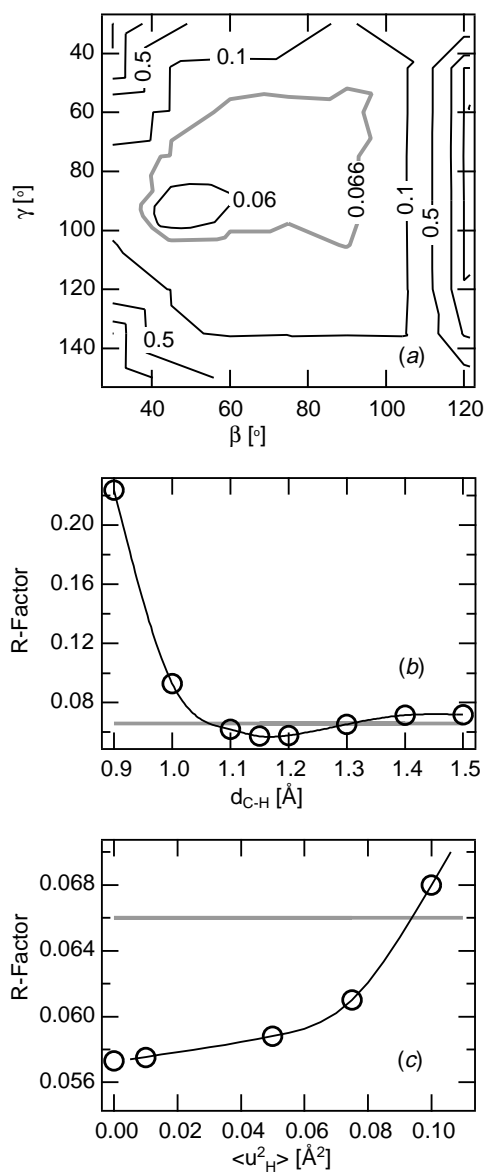 40
60
80
100
120
140
γ [º]
0.5
0.1
0.06
0.066
0.1
0.5
0.5
(a)
40 60 80 100 120
β [º]
0.20
0.16
0.12
0.08
R-Factor
(b)
0.9 1.0 1.1 1.2 1.3 1.4 1.5
d_C-H [Å]
0.068
0.064
0.060
0.056
R-Factor
(c)
0.00 0.02 0.04 0.06 0.08 0.10
<u²_H> [Å²]